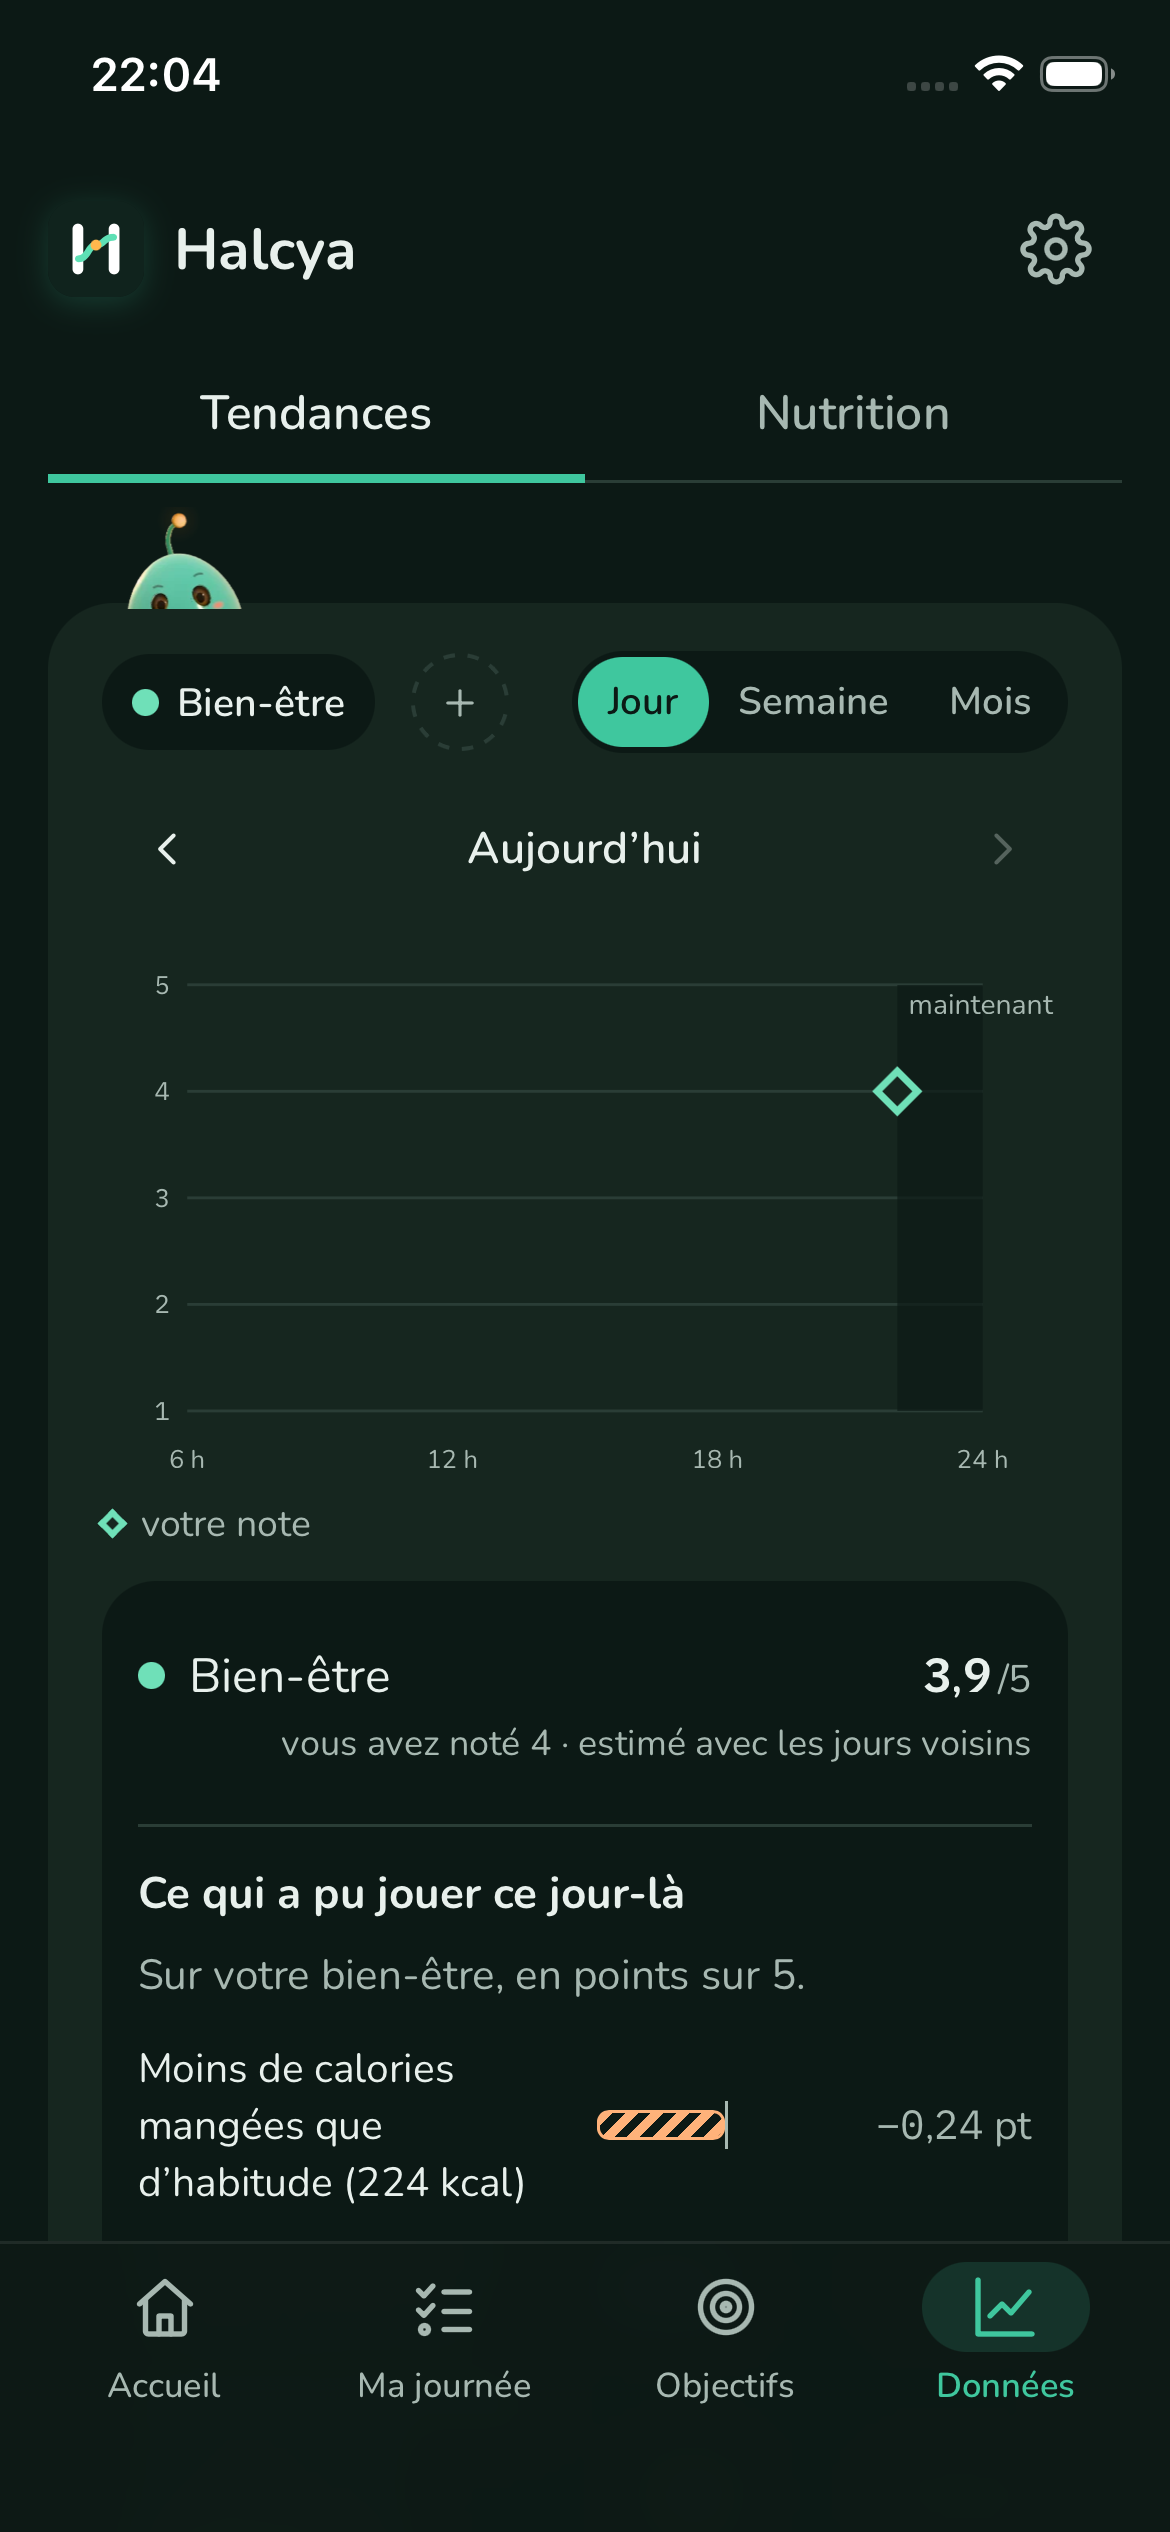 22:04
Halcya
Tendances
Nutrition
Bien-être
+
Jour
Semaine
Mois
Aujourd’hui
5
maintenant
4
3
2
1
6 h
12 h
18 h
24 h
votre note
Bien-être
3,9 /5
vous avez noté 4 · estimé avec les jours voisins
Ce qui a pu jouer ce jour-là
Sur votre bien-être, en points sur 5.
Moins de calories
mangées que
d’habitude (224 kcal)
−0,24 pt
Accueil
Ma journée
Objectifs
Données